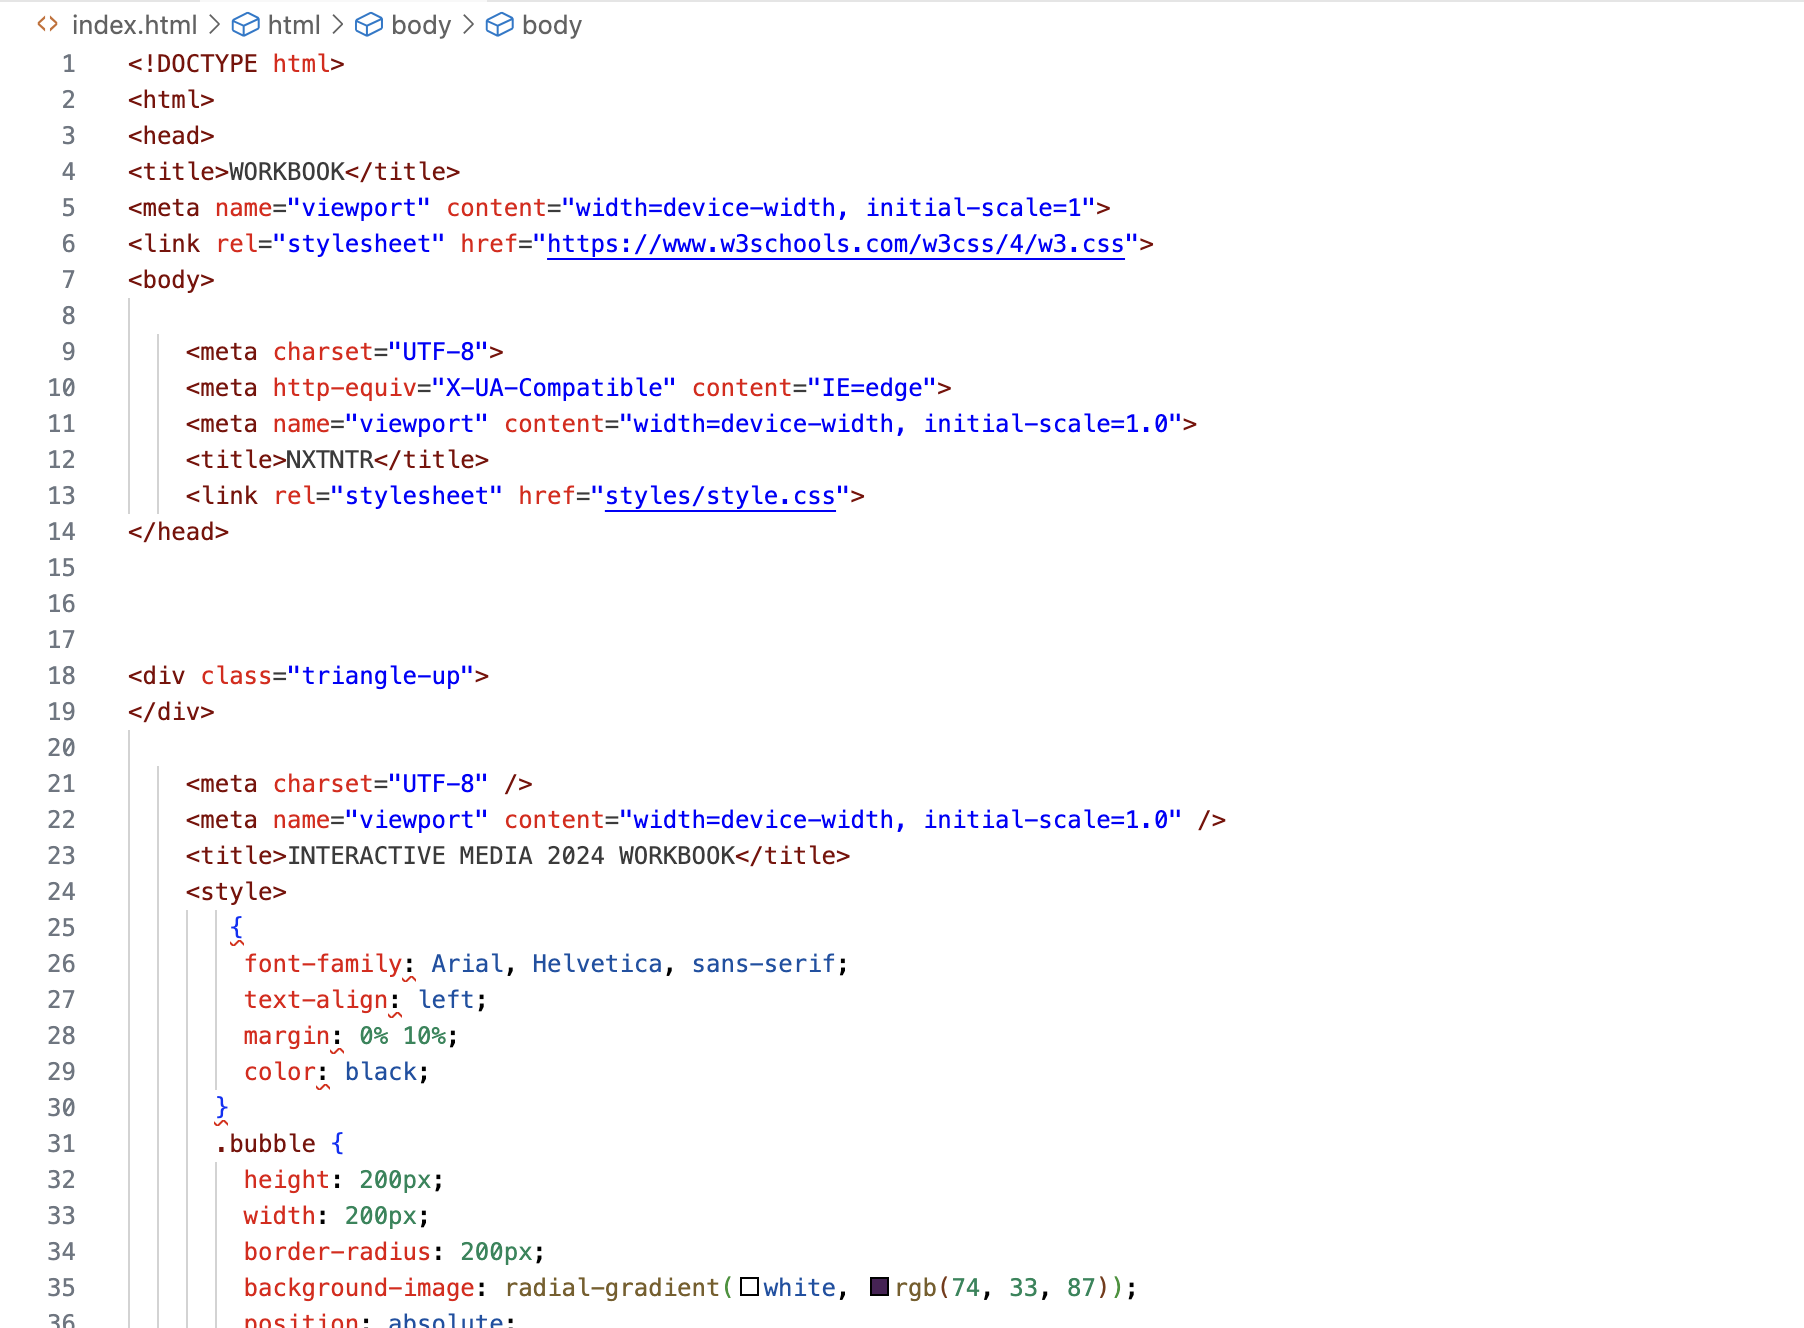 index.html > html > body > body
1 <!DOCTYPE html>
2 <html>
3 <head>
4 <title>WORKBOOK</title>
5 <meta name="viewport" content="width=device-width, initial-scale=1">
6 <link rel="stylesheet" href="https://www.w3schools.com/w3css/4/w3.css">
7 <body>
8
9 <meta charset="UTF-8">
10 <meta http-equiv="X-UA-Compatible" content="IE=edge">
11 <meta name="viewport" content="width=device-width, initial-scale=1.0">
12 <title>NXTNTR</title>
13 <link rel="stylesheet" href="styles/style.css">
14 </head>
15
16
17
18 <div class="triangle-up">
19 </div>
20
21 <meta charset="UTF-8" />
22 <meta name="viewport" content="width=device-width, initial-scale=1.0" />
23 <title>INTERACTIVE MEDIA 2024 WORKBOOK</title>
24 <style>
25 {
26 font-family: Arial, Helvetica, sans-serif;
27 text-align: left;
28 margin: 0% 10%;
29 color: black;
30 }
31 .bubble {
32 height: 200px;
33 width: 200px;
34 border-radius: 200px;
35 background-image: radial-gradient(white, rgb(74, 33, 87));
36 position: absolute;